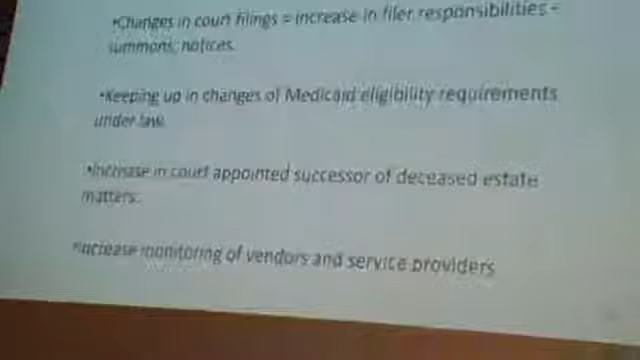 •Changes in court filings = increase in filer responsibilities –
summons, notices.
•Keeping up in changes of Medicaid eligibility requirements
under law.
•Increase in court appointed successor of deceased estate
matters.
•Increase monitoring of vendors and service providers